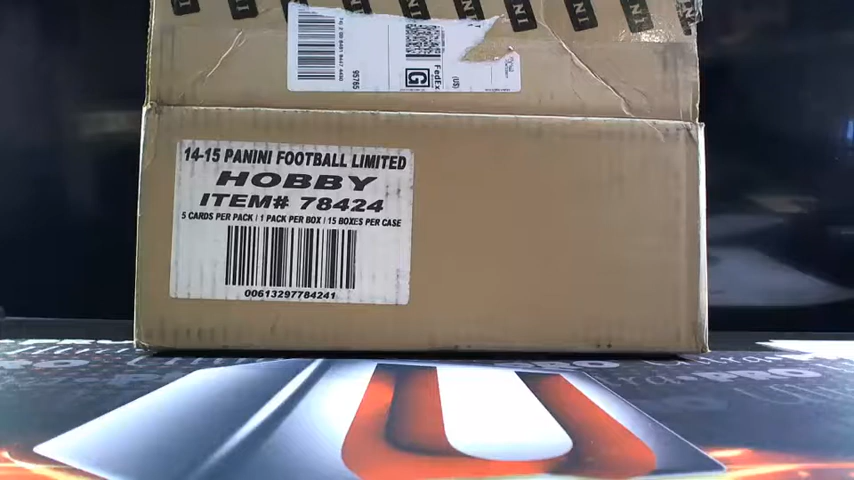 95765
FedEx
G
14-15 PANINI FOOTBALL LIMITED
HOBBY
ITEM# 78424
5 CARDS PER PACK / 1 PACK PER BOX / 15 BOXES PER CASE
00613297784241